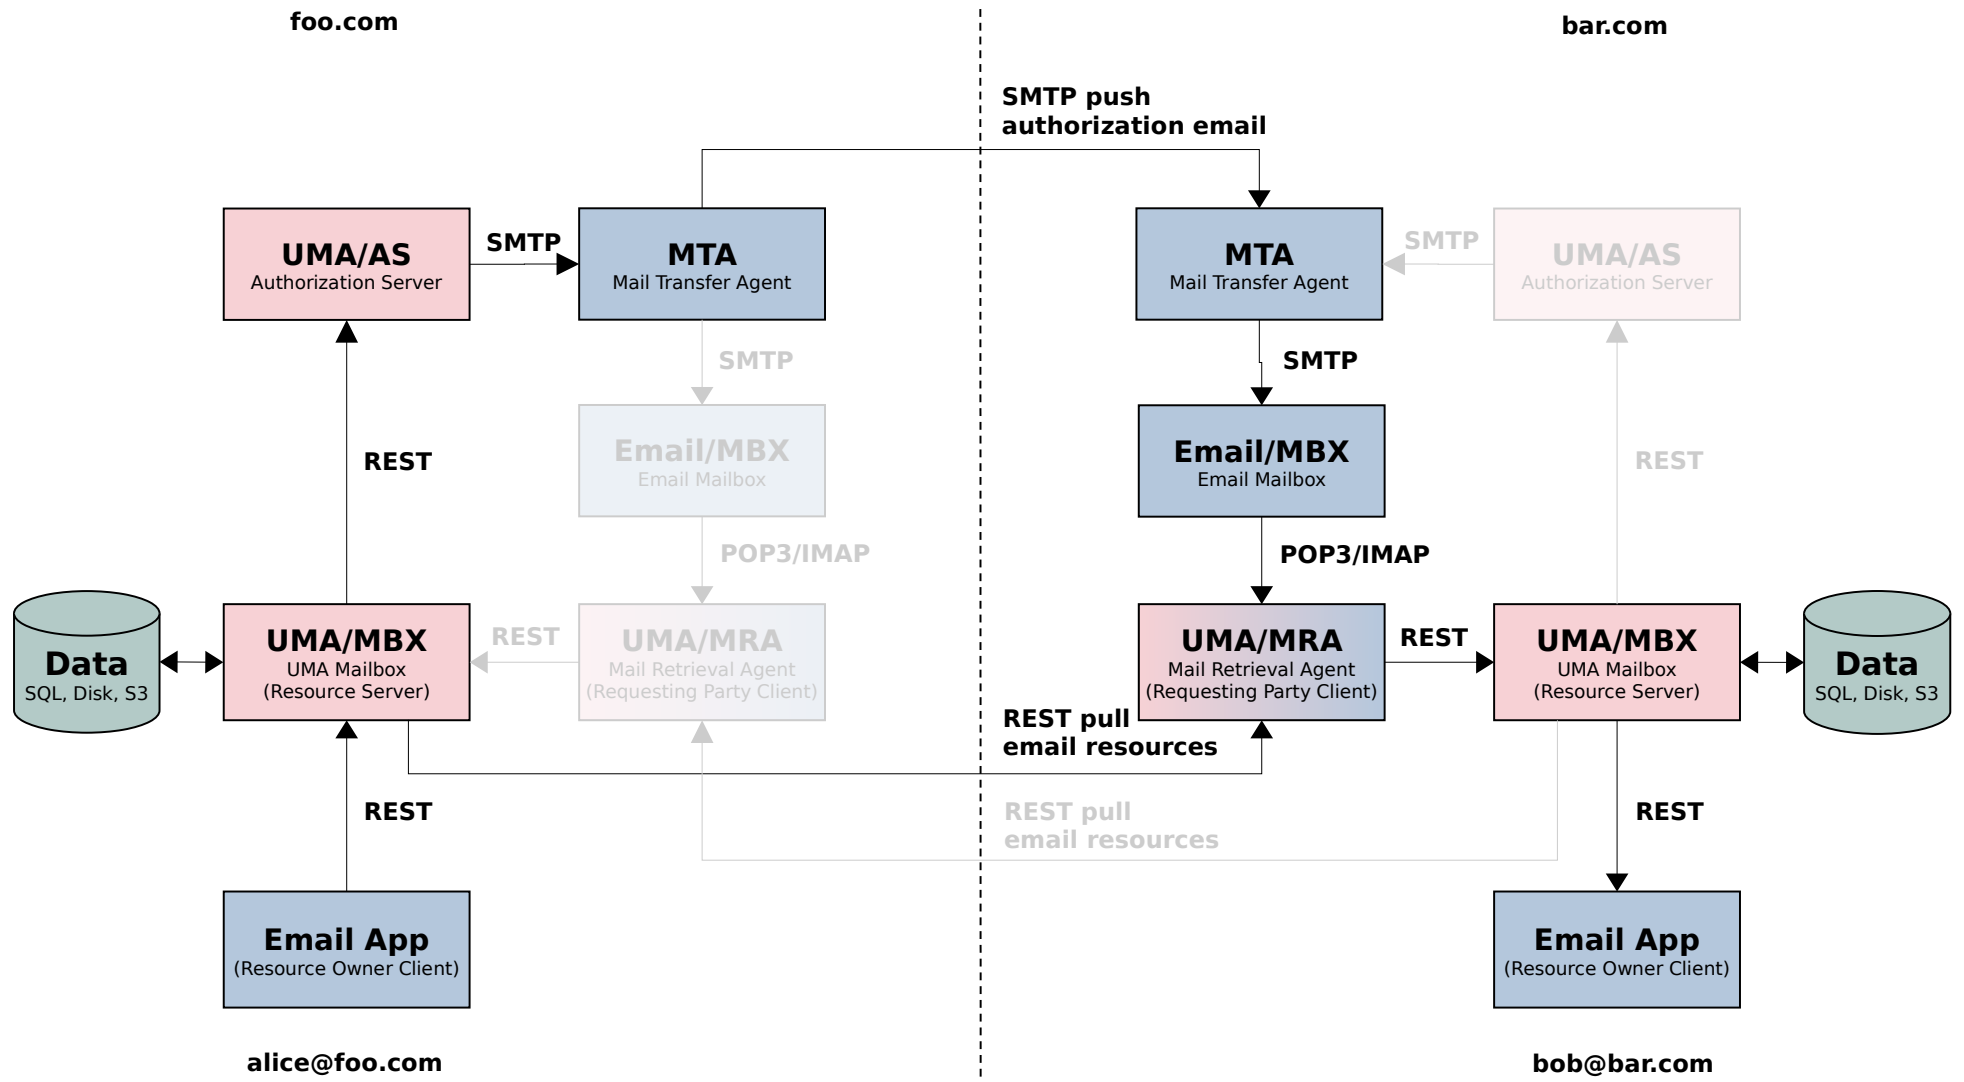 foo.com
bar.com
SMTP push
authorization email
UMA/AS
Authorization Server
SMTP
MTA
Mail Transfer Agent
MTA
Mail Transfer Agent
SMTP
UMA/AS
Authorization Server
SMTP
SMTP
Email/MBX
Email Mailbox
Email/MBX
Email Mailbox
REST
REST
POP3/IMAP
POP3/IMAP
Data
SQL, Disk, S3
UMA/MBX
UMA Mailbox
(Resource Server)
REST
UMA/MRA
Mail Retrieval Agent
(Requesting Party Client)
UMA/MRA
Mail Retrieval Agent
(Requesting Party Client)
REST
UMA/MBX
UMA Mailbox
(Resource Server)
Data
SQL, Disk, S3
REST pull
email resources
REST
REST pull
email resources
REST
Email App
(Resource Owner Client)
Email App
(Resource Owner Client)
alice@foo.com
bob@bar.com